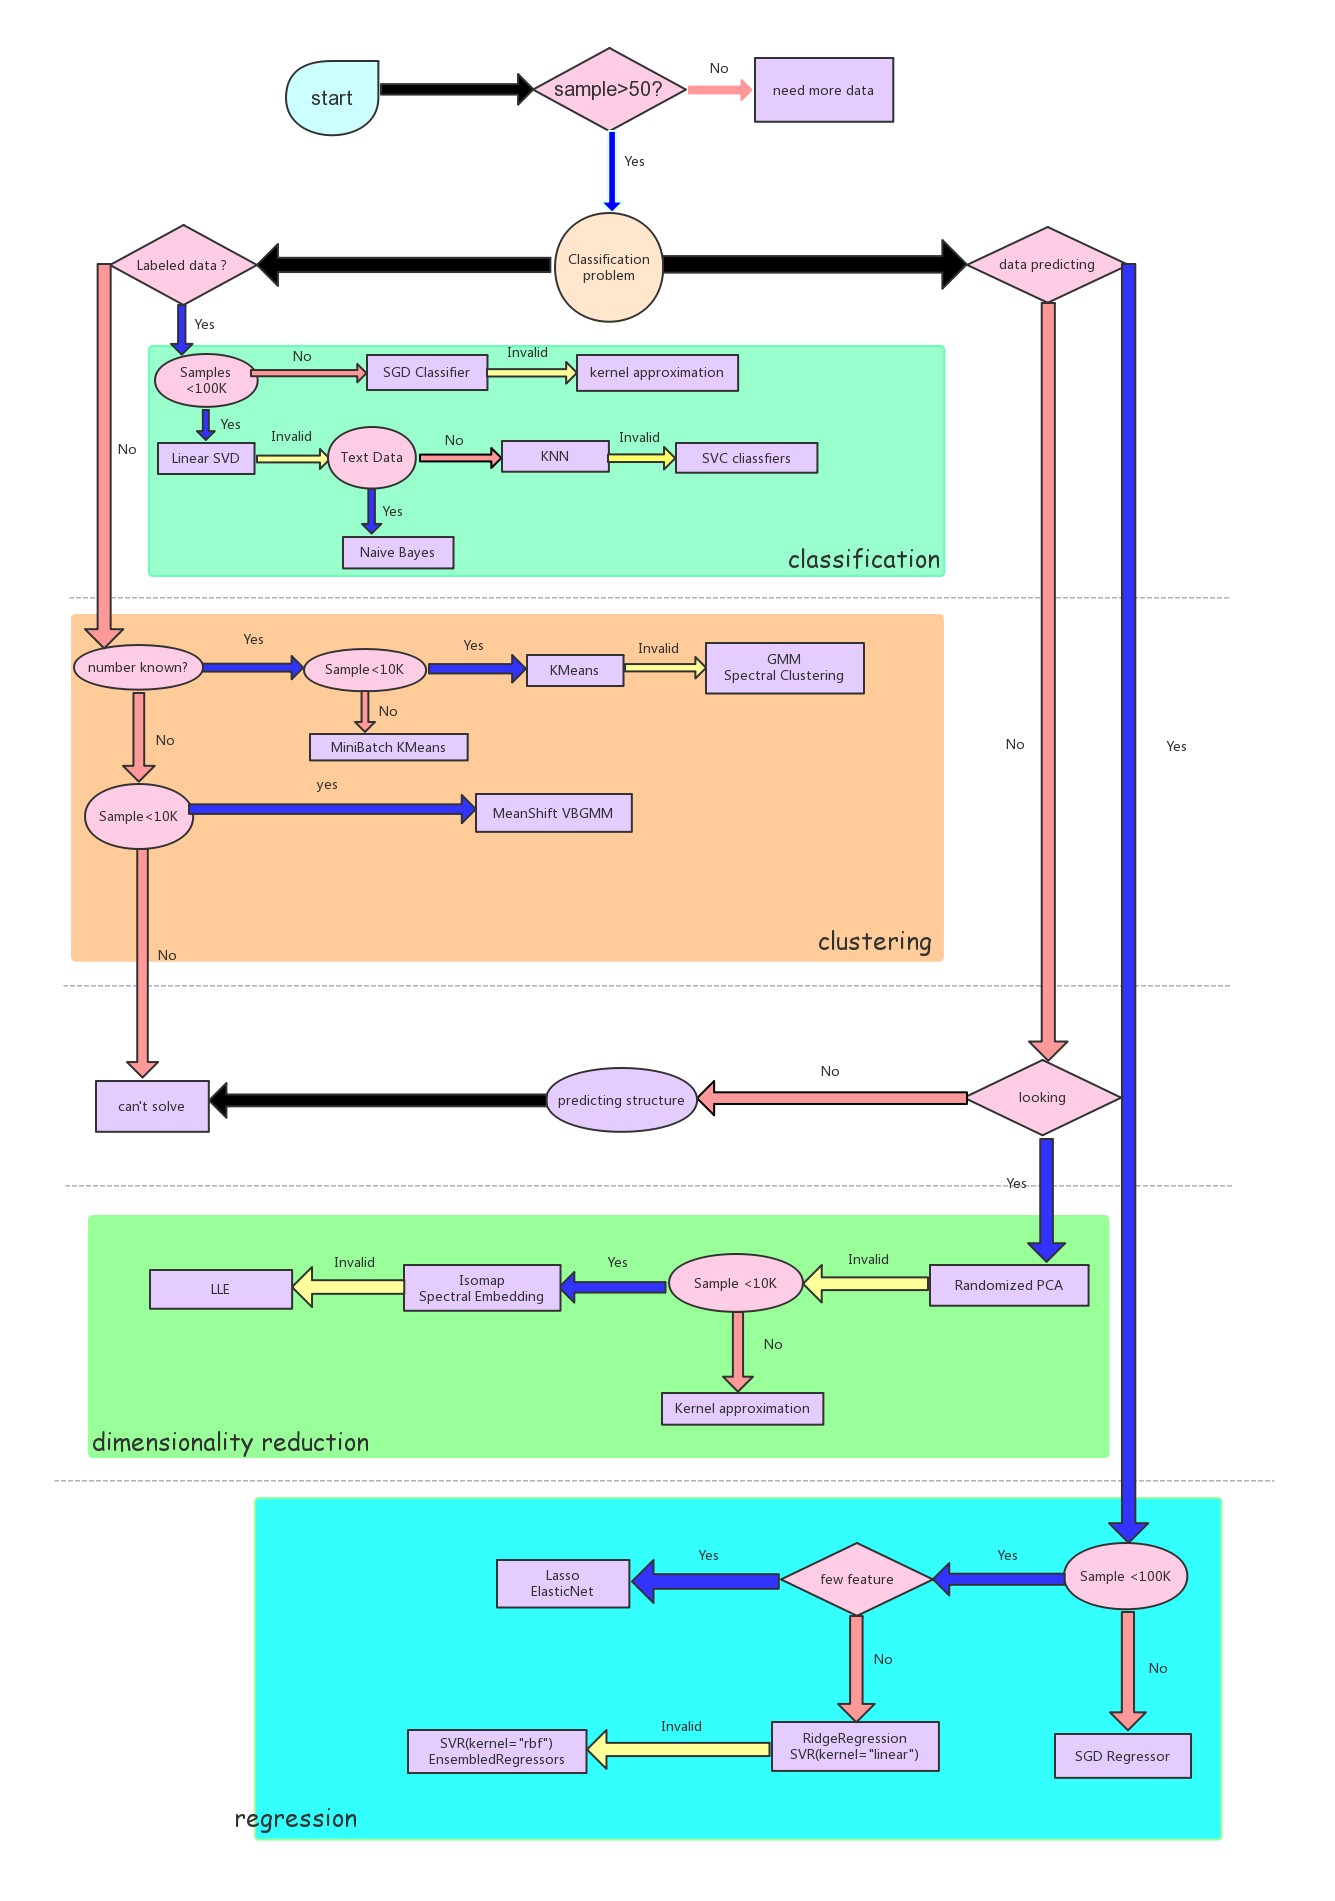 start
sample>50?
No
need more data
Yes
Classification
problem
Labeled data ?
data predicting
Yes
Samples
<100K
No
SGD Classifier
Invalid
kernel approximation
Yes
Linear SVD
Invalid
Text Data
No
KNN
Invalid
SVC cliassfiers
No
Yes
Naive Bayes
classification
number known?
Yes
Sample<10K
Yes
KMeans
Invalid
GMM
Spectral Clustering
No
MiniBatch KMeans
No
No
Yes
Sample<10K
yes
MeanShift VBGMM
clustering
No
can't solve
predicting structure
No
looking
Yes
LLE
Invalid
Isomap
Spectral Embedding
Yes
Sample <10K
Invalid
Randomized PCA
No
Kernel approximation
dimensionality reduction
Lasso
ElasticNet
Yes
few feature
Yes
Sample <100K
No
No
SVR(kernel="rbf")
EnsembledRegressors
Invalid
RidgeRegression
SVR(kernel="linear")
SGD Regressor
regression